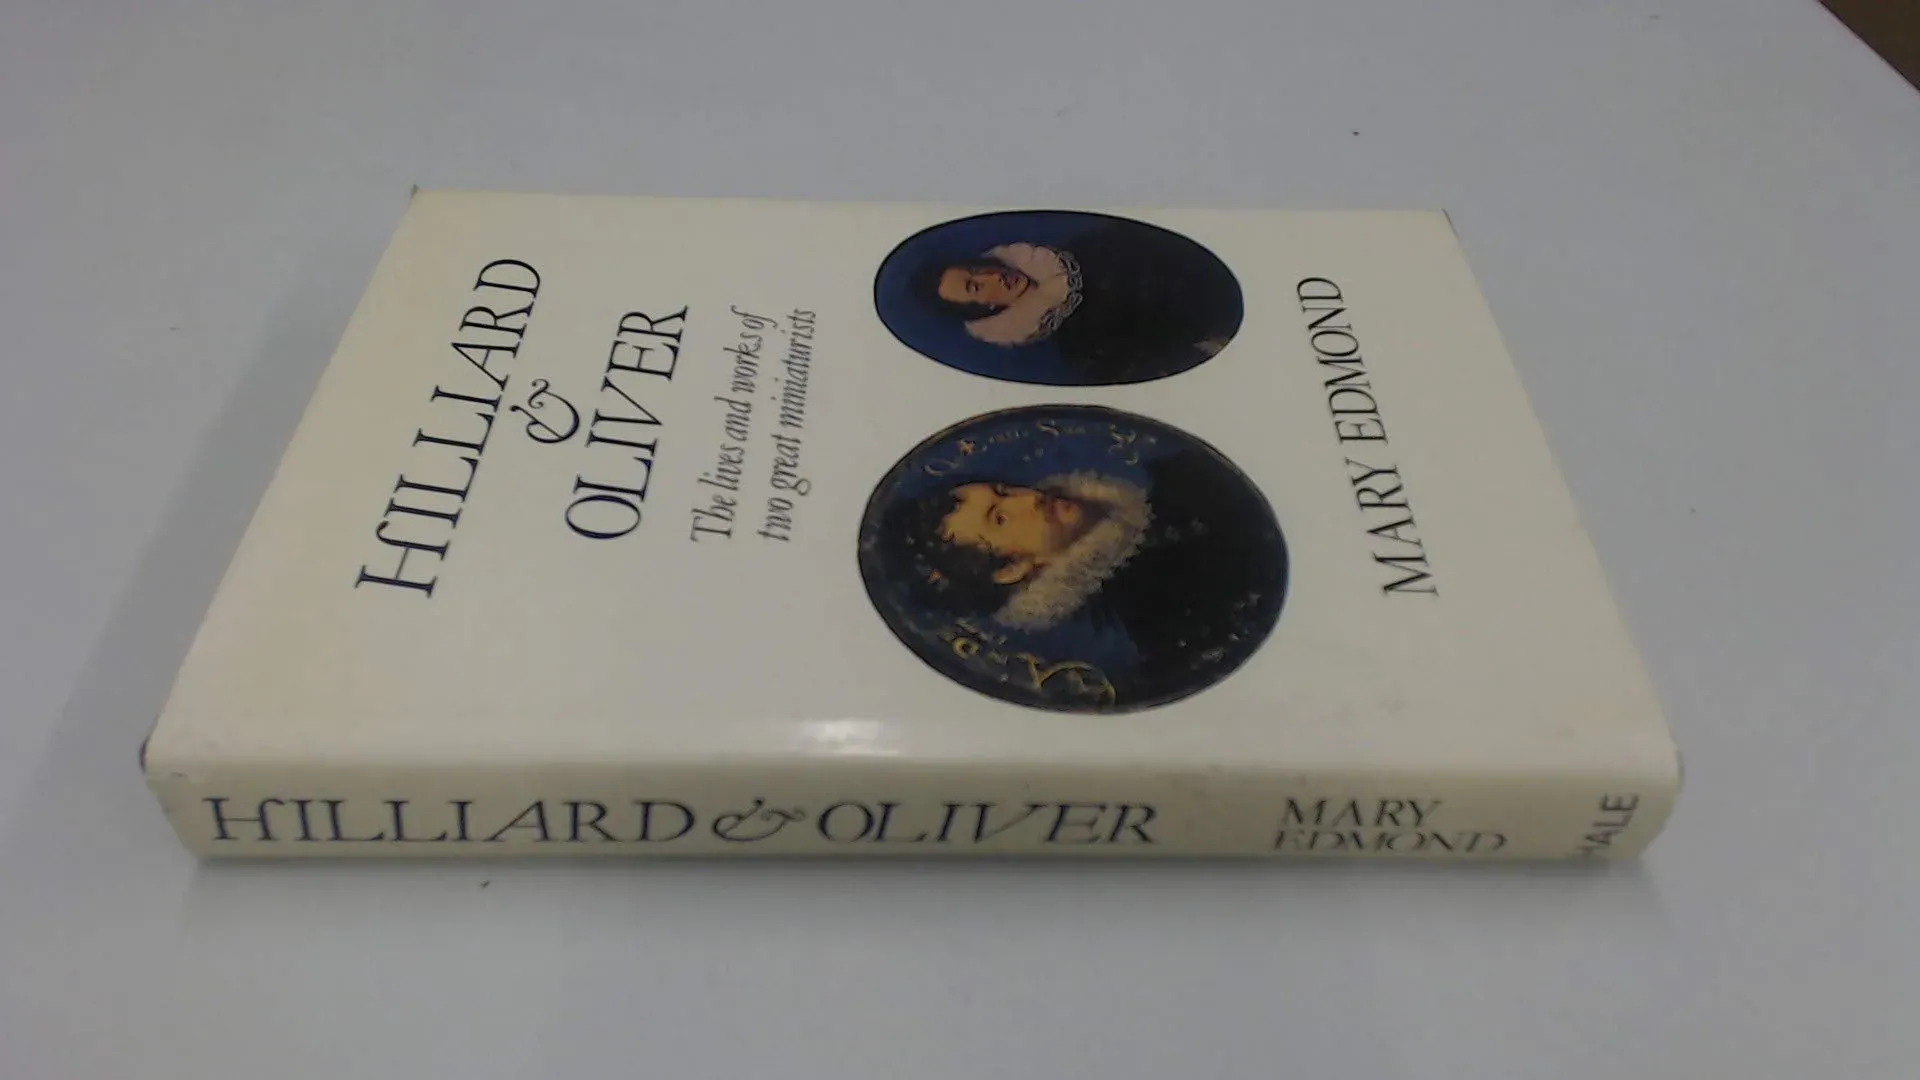 HILLIARD
&
OLIVER
The lives and works of
two great miniaturists
MARY EDMOND
HILLIARD & OLIVER
MARY
EDMOND
HALE